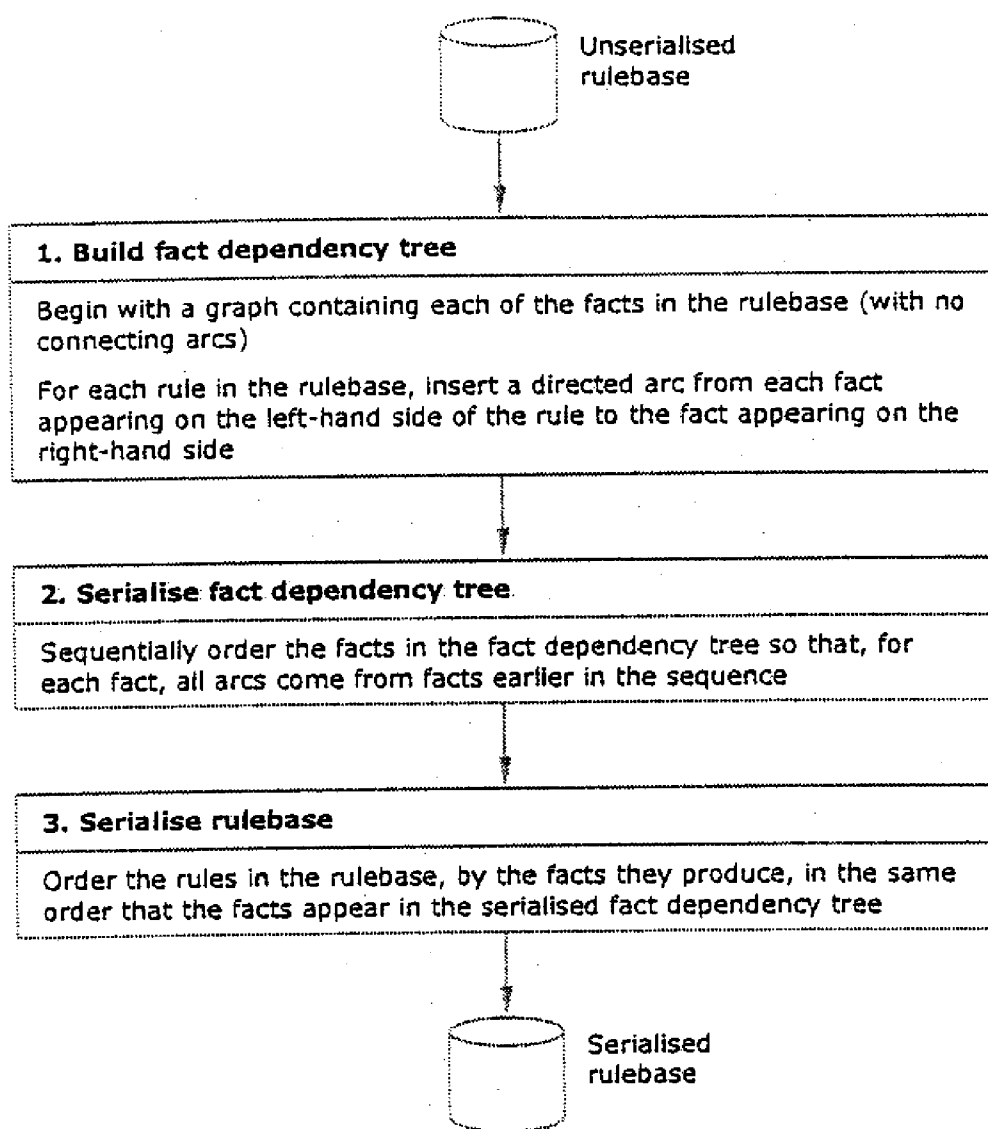 Unserialised
rulebase
1. Build fact dependency tree
Begin with a graph containing each of the facts in the rulebase (with no
connecting arcs)
For each rule in the rulebase, insert a directed arc from each fact
appearing on the left-hand side of the rule to the fact appearing on the
right-hand side
2. Serialise fact dependency tree
Sequentially order the facts in the fact dependency tree so that, for
each fact, all arcs come from facts earlier in the sequence
3. Serialise rulebase
Order the rules in the rulebase, by the facts they produce, in the same
order that the facts appear in the serialised fact dependency tree
Serialised
rulebase